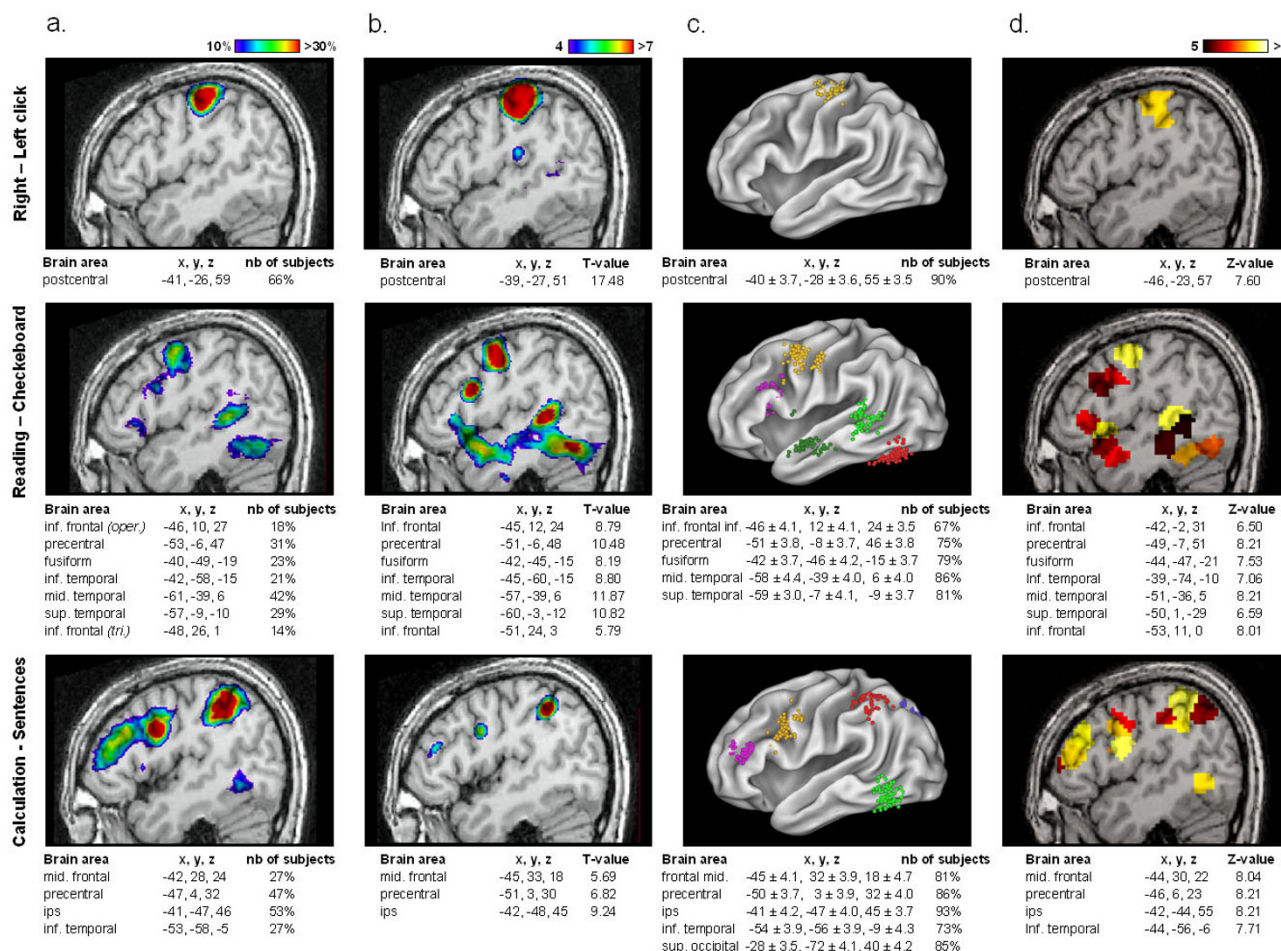 a. b. c. d.
10% >30% 4 >7 5 >
Right – Left click
Brain area x, y, z nb of subjects
postcentral -41, -26, 59 66%
Brain area x, y, z T-value
postcentral -39, -27, 51 17.48
Brain area x, y, z nb of subjects
postcentral -40 ± 3.7, -28 ± 3.6, 55 ± 3.5 90%
Brain area x, y, z Z-value
postcentral -46, -23, 57 7.60
Reading – Checkeboard
Brain area x, y, z nb of subjects
inf. frontal (oper.) -46, 10, 27 18%
precentral -53, -6, 47 31%
fusiform -40, -49, -19 23%
inf. temporal -42, -58, -15 21%
mid. temporal -61, -39, 6 42%
sup. temporal -57, -9, -10 29%
inf. frontal (tri.) -48, 26, 1 14%
Brain area x, y, z T-value
Inf. frontal -45, 12, 24 8.79
precentral -51, -6, 48 10.48
fusiform -42, -45, -15 8.19
inf. temporal -45, -60, -15 8.80
mid. temporal -57, -39, 6 11.87
sup. temporal -60, -3, -12 10.82
inf. frontal -51, 24, 3 5.79
Brain area x, y, z nb of subjects
inf. frontal inf. -46 ± 4.1, 12 ± 4.1, 24 ± 3.5 67%
precentral -51 ± 3.8, -8 ± 3.7, 46 ± 3.8 75%
fusiform -42 ± 3.7, -46 ± 4.2, -15 ± 3.7 79%
mid. temporal -58 ± 4.4, -39 ± 4.0, 6 ± 4.0 86%
sup. temporal -59 ± 3.0, -7 ± 4.1, -9 ± 3.7 81%
Brain area x, y, z Z-value
inf. frontal -42, -2, 31 6.50
precentral -49, -7, 51 8.21
fusiform -44, -47, -21 7.53
Inf. temporal -39, -74, -10 7.06
mid. temporal -51, -36, 5 8.21
sup. temporal -50, 1, -29 6.59
inf. frontal -53, 11, 0 8.01
Calculation - Sentences
Brain area x, y, z nb of subjects
mid. frontal -42, 28, 24 27%
precentral -47, 4, 32 47%
ips -41, -47, 46 53%
inf. temporal -53, -58, -5 27%
Brain area x, y, z T-value
mid. frontal -45, 33, 18 5.69
precentral -51, 3, 30 6.82
ips -42, -48, 45 9.24
Brain area x, y, z nb of subjects
frontal mid. -45 ± 4.1, 32 ± 3.9, 18 ± 4.7 81%
precentral -50 ± 3.7, 3 ± 3.9, 32 ± 4.0 86%
ips -41 ± 4.2, -47 ± 4.0, 45 ± 3.7 93%
inf. temporal -54 ± 3.9, -56 ± 3.9, -9 ± 4.3 73%
sup. occipital -28 ± 3.5, -72 ± 4.1, 40 ± 4.2 85%
Brain area x, y, z Z-value
mid. frontal -44, 30, 22 8.04
precentral -46, 6, 23 8.21
ips -42, -44, 55 8.21
Inf. temporal -44, -56, -6 7.71